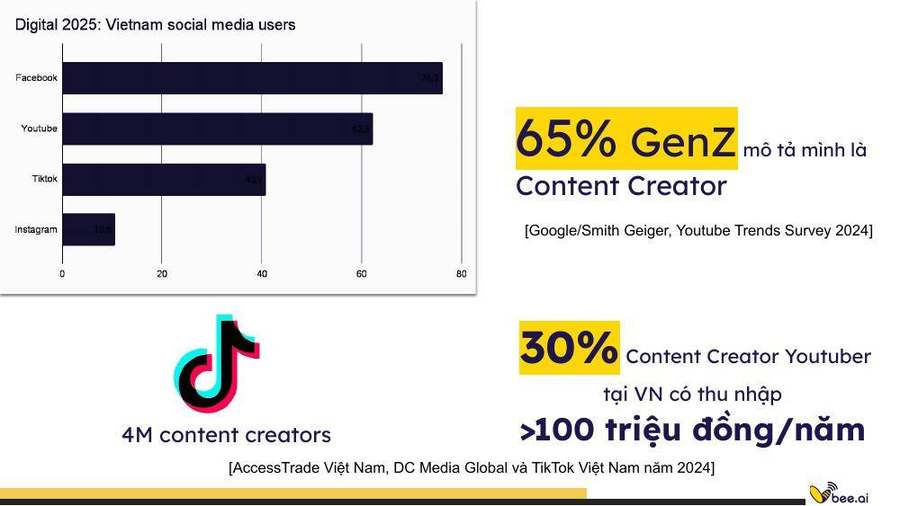 Digital 2025: Vietnam social media users
Facebook
Youtube
Tiktok
Instagram
0 20 40 60 80
65% GenZ mô tả mình là
Content Creator
[Google/Smith Geiger, Youtube Trends Survey 2024]
4M content creators
30% Content Creator Youtuber
tại VN có thu nhập
>100 triệu đồng/năm
[AccessTrade Việt Nam, DC Media Global và TikTok Việt Nam năm 2024]
Vbee.ai